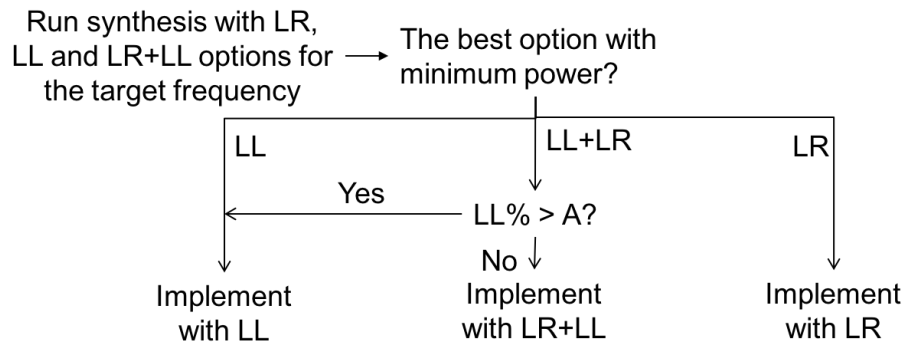 Run synthesis with LR,
LL and LR+LL options for
the target frequency
The best option with
minimum power?
LL
LL+LR
LR
Yes
LL% > A?
No
Implement
with LL
Implement
with LR+LL
Implement
with LR